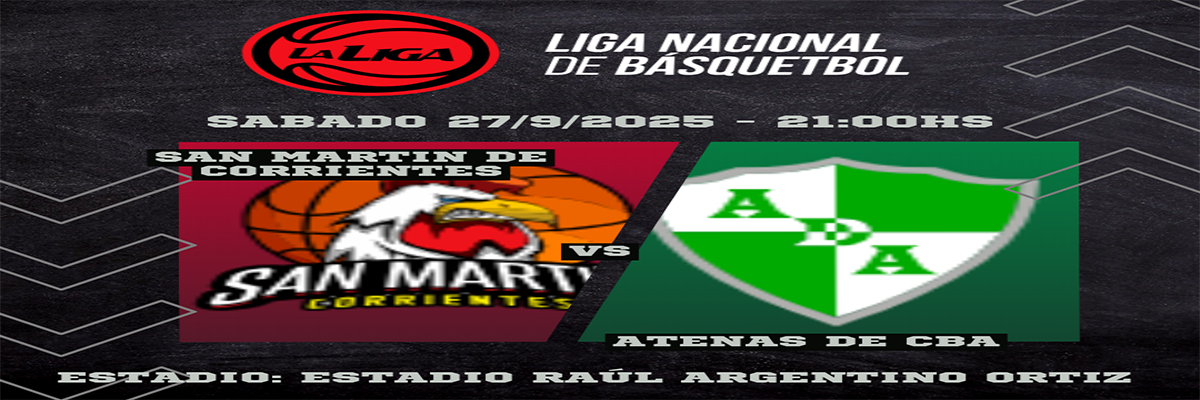 LA LIGA
LIGA NACIONAL
DE BÁSQUETBOL
SABADO 27/9/2025 - 21:00HS
SAN MARTIN DE
CORRIENTES
SAN MARTI
CORRIENTES
VS
A
D
A
ATENAS DE CBA
ESTADIO: ESTADIO RAÚL ARGENTINO ORTIZ